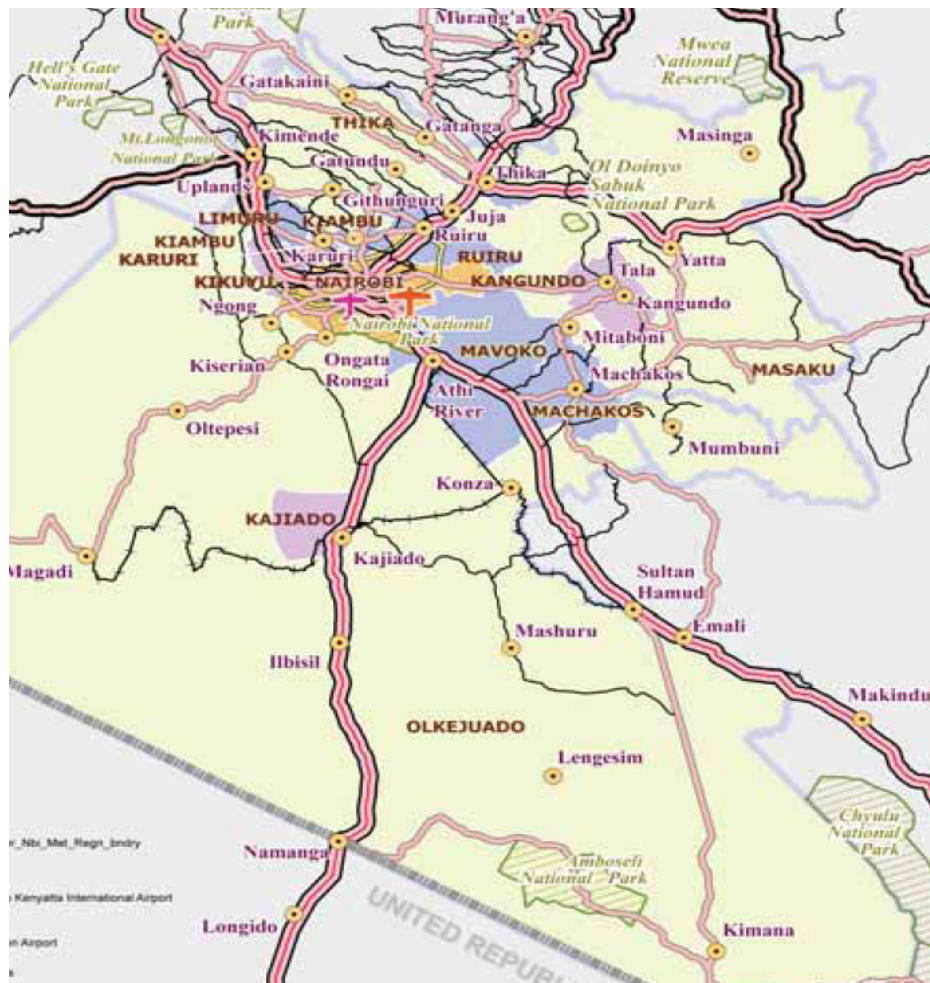 Park
Murang'a
Hell's Gate
National
Park
Mwea
National
Reserve
Gatakaini
THIKA
Gatanga
Mt.Longonot
National Park
Kimende
Gatundu
Masinga
Thika
Ol Doinyo
Sabuk
National Park
Uplands
Githunguri
LIMURU
KIAMBU
Juja
KIAMBU
KARURI
Karuri
Ruiru
RUIRU
Yatta
Tala
KIKUYU
NAIROBI
KANGUNDO
Kangundo
Ngong
Nairobi National
Park
Mitaboni
Kiserian
Ongata
Rongai
MAVOKO
Machakos
MASAKU
Athi
River
MACHAKOS
Oltepesi
Mumbuni
Konza
KAJIADO
Kajiado
Magadi
Sultan
Hamud
Emali
Mashuru
Ilbisil
Makindu
OLKEJUADO
Lengesim
Chyulu
National
Park
r_Nbi_Met_Regn_bndry
Namanga
Amboseli
National Park
Kenyatta International Airport
UNITED REPUBL
Longido
Kimana
Airport